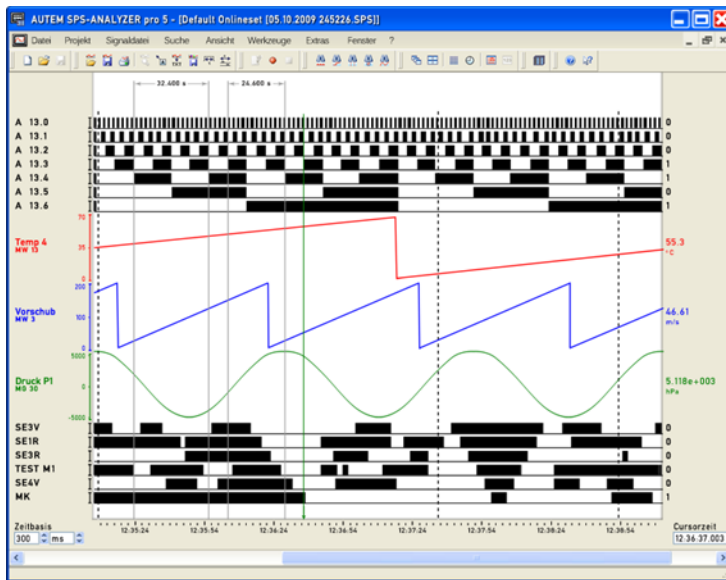 AUTEM SPS-ANALYZER pro 5 - [Default Onlineset [05.10.2009 245226.SPS]
Datei Projekt Signaldatei Suche Ansicht Werkzeuge Extras Fenster ?
32.400 s 24.600 s
A 13.0 0
A 13.1 0
A 13.2 0
A 13.3 1
A 13.4 1
A 13.5 0
A 13.6 1
70
Temp 4 35 55.3
MW 13 °C
0
200
Vorschub 100 46.61
MW 3 m/s
0
5000
Druck P1 0 5.118e+003
MD 30 hPa
-5000
SE3V 0
SE1R 0
SE3R 0
TEST M1 0
SE4V 0
MK 1
Zeitbasis 12:35:24 12:35:54 12:36:24 12:36:54 12:37:24 12:37:54 12:38:24 12:38:54 Cursorzeit
300 ms 12:36:37.003